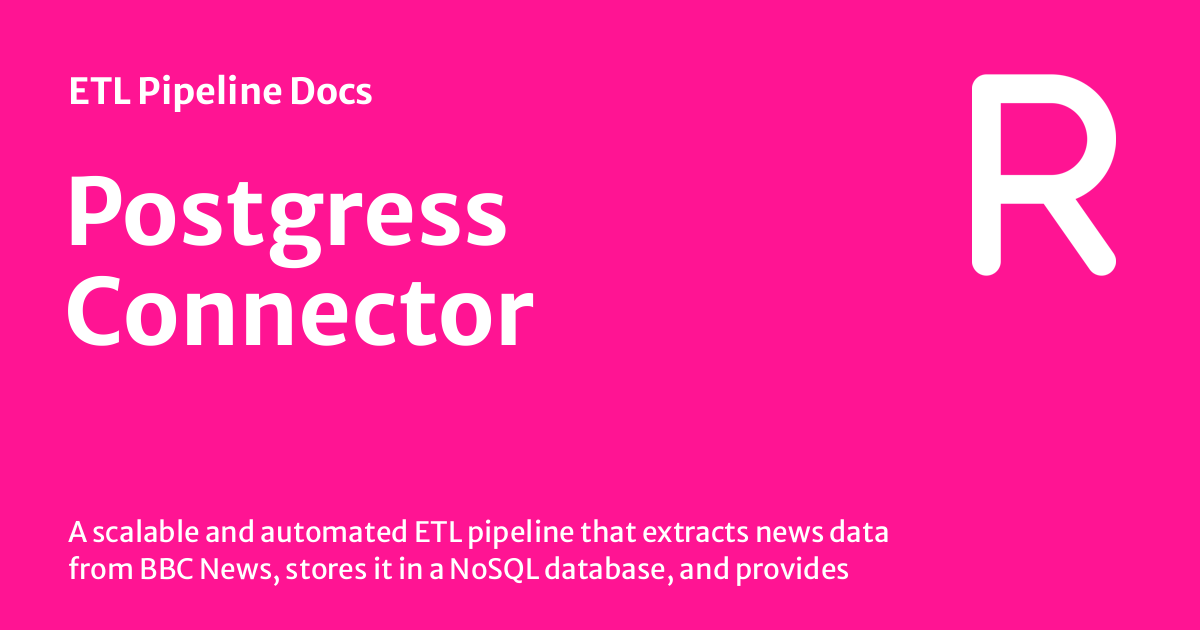 ETL Pipeline Docs
R
Postgress
Connector
A scalable and automated ETL pipeline that extracts news data
from BBC News, stores it in a NoSQL database, and provides